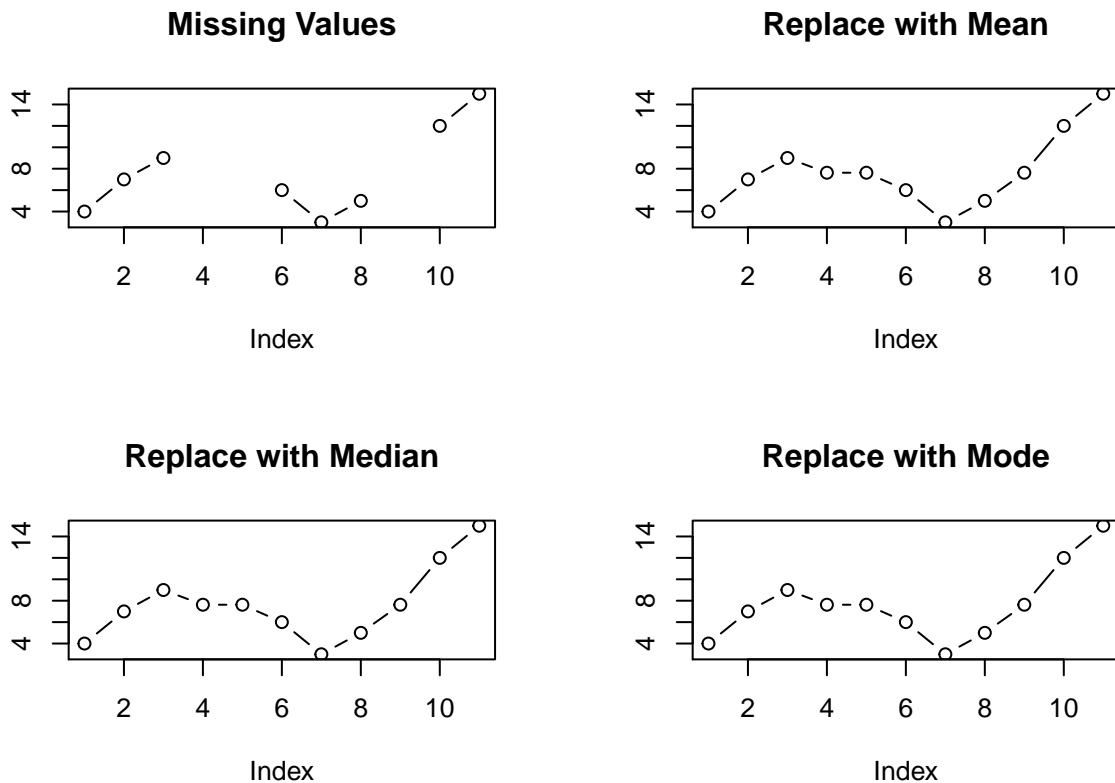 Missing Values
14
8
4
2 4 6 8 10
Index
Replace with Mean
14
8
4
2 4 6 8 10
Index
Replace with Median
14
8
4
2 4 6 8 10
Index
Replace with Mode
14
8
4
2 4 6 8 10
Index